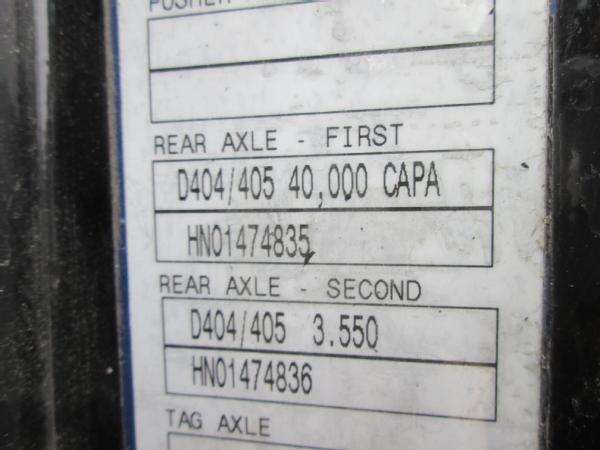 PUSHER
REAR AXLE - FIRST
D404/405 40,000 CAPA
HN01474835
REAR AXLE - SECOND
D404/405 3.550
HN01474836
TAG AXLE